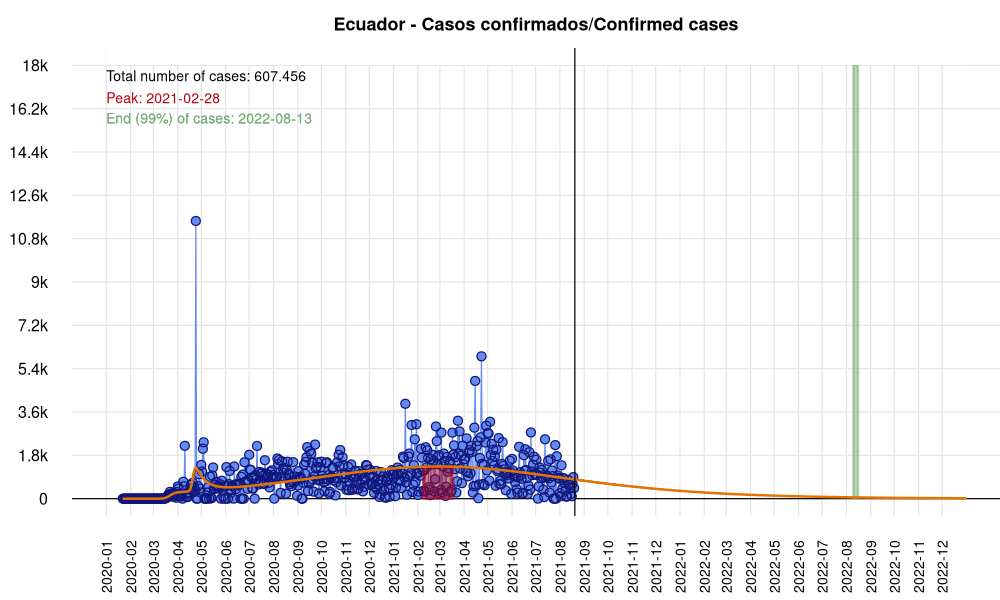 Ecuador - Casos confirmados/Confirmed cases
Total number of cases: 607.456
Peak: 2021-02-28
End (99%) of cases: 2022-08-13
18k
16.2k
14.4k
12.6k
10.8k
9k
7.2k
5.4k
3.6k
1.8k
0
2020-01
2020-02
2020-03
2020-04
2020-05
2020-06
2020-07
2020-08
2020-09
2020-10
2020-11
2020-12
2021-01
2021-02
2021-03
2021-04
2021-05
2021-06
2021-07
2021-08
2021-09
2021-10
2021-11
2021-12
2022-01
2022-02
2022-03
2022-04
2022-05
2022-06
2022-07
2022-08
2022-09
2022-10
2022-11
2022-12